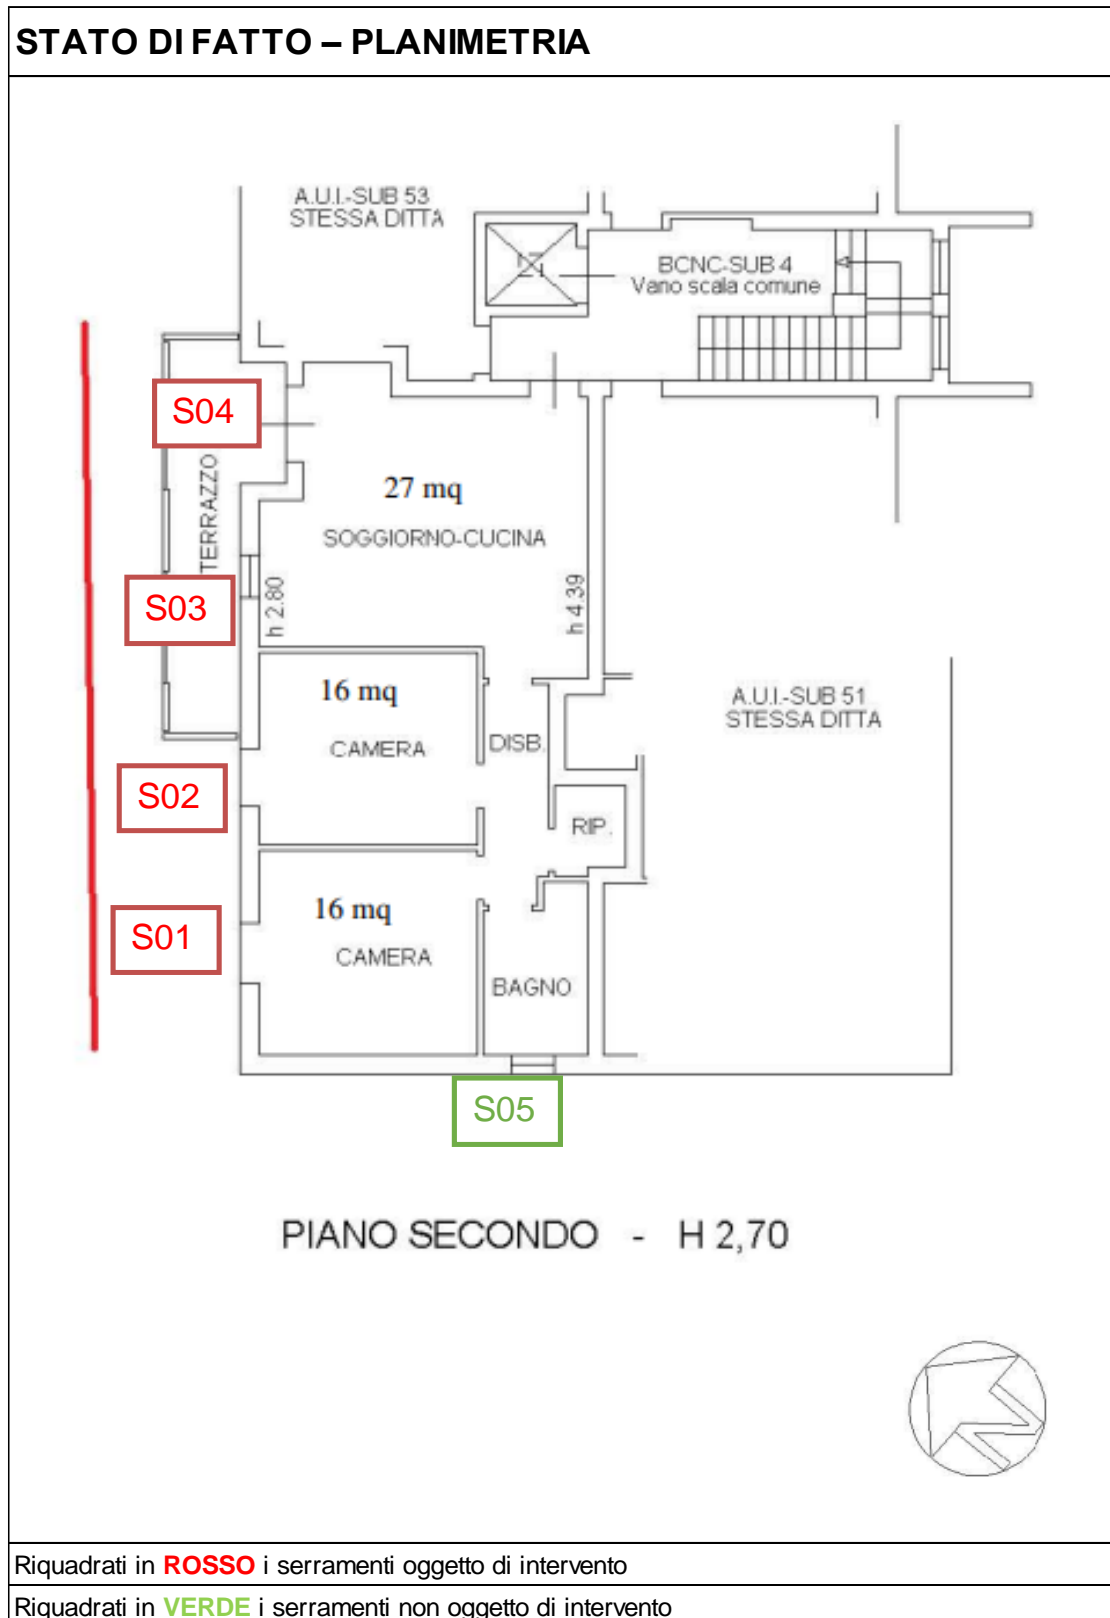 STATO DI FATTO – PLANIMETRIA
A.U.I.-SUB 53
STESSA DITTA
BCNC-SUB 4
Vano scala comune
S04
TERRAZZO
27 mq
SOGGIORNO-CUCINA
h 2.80
h 4.39
S03
16 mq
CAMERA
DISB.
A.U.I.-SUB 51
STESSA DITTA
S02
RIP.
16 mq
CAMERA
S01
BAGNO
S05
PIANO SECONDO - H 2,70
N
Riquadrati in ROSSO i serramenti oggetto di intervento
Riquadrati in VERDE i serramenti non oggetto di intervento